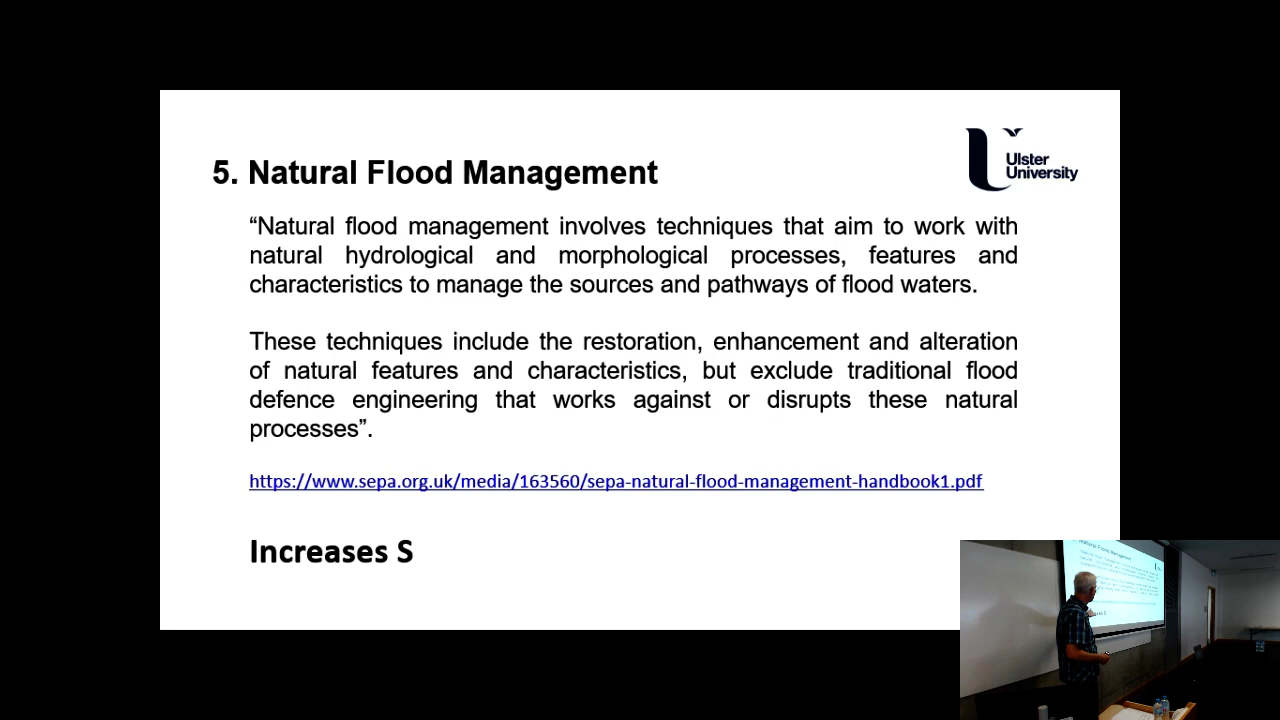 5. Natural Flood Management
Ulster
University
“Natural flood management involves techniques that aim to work with
natural hydrological and morphological processes, features and
characteristics to manage the sources and pathways of flood waters.
These techniques include the restoration, enhancement and alteration
of natural features and characteristics, but exclude traditional flood
defence engineering that works against or disrupts these natural
processes”.
https://www.sepa.org.uk/media/163560/sepa-natural-flood-management-handbook1.pdf
Increases S
Natural Flood Management